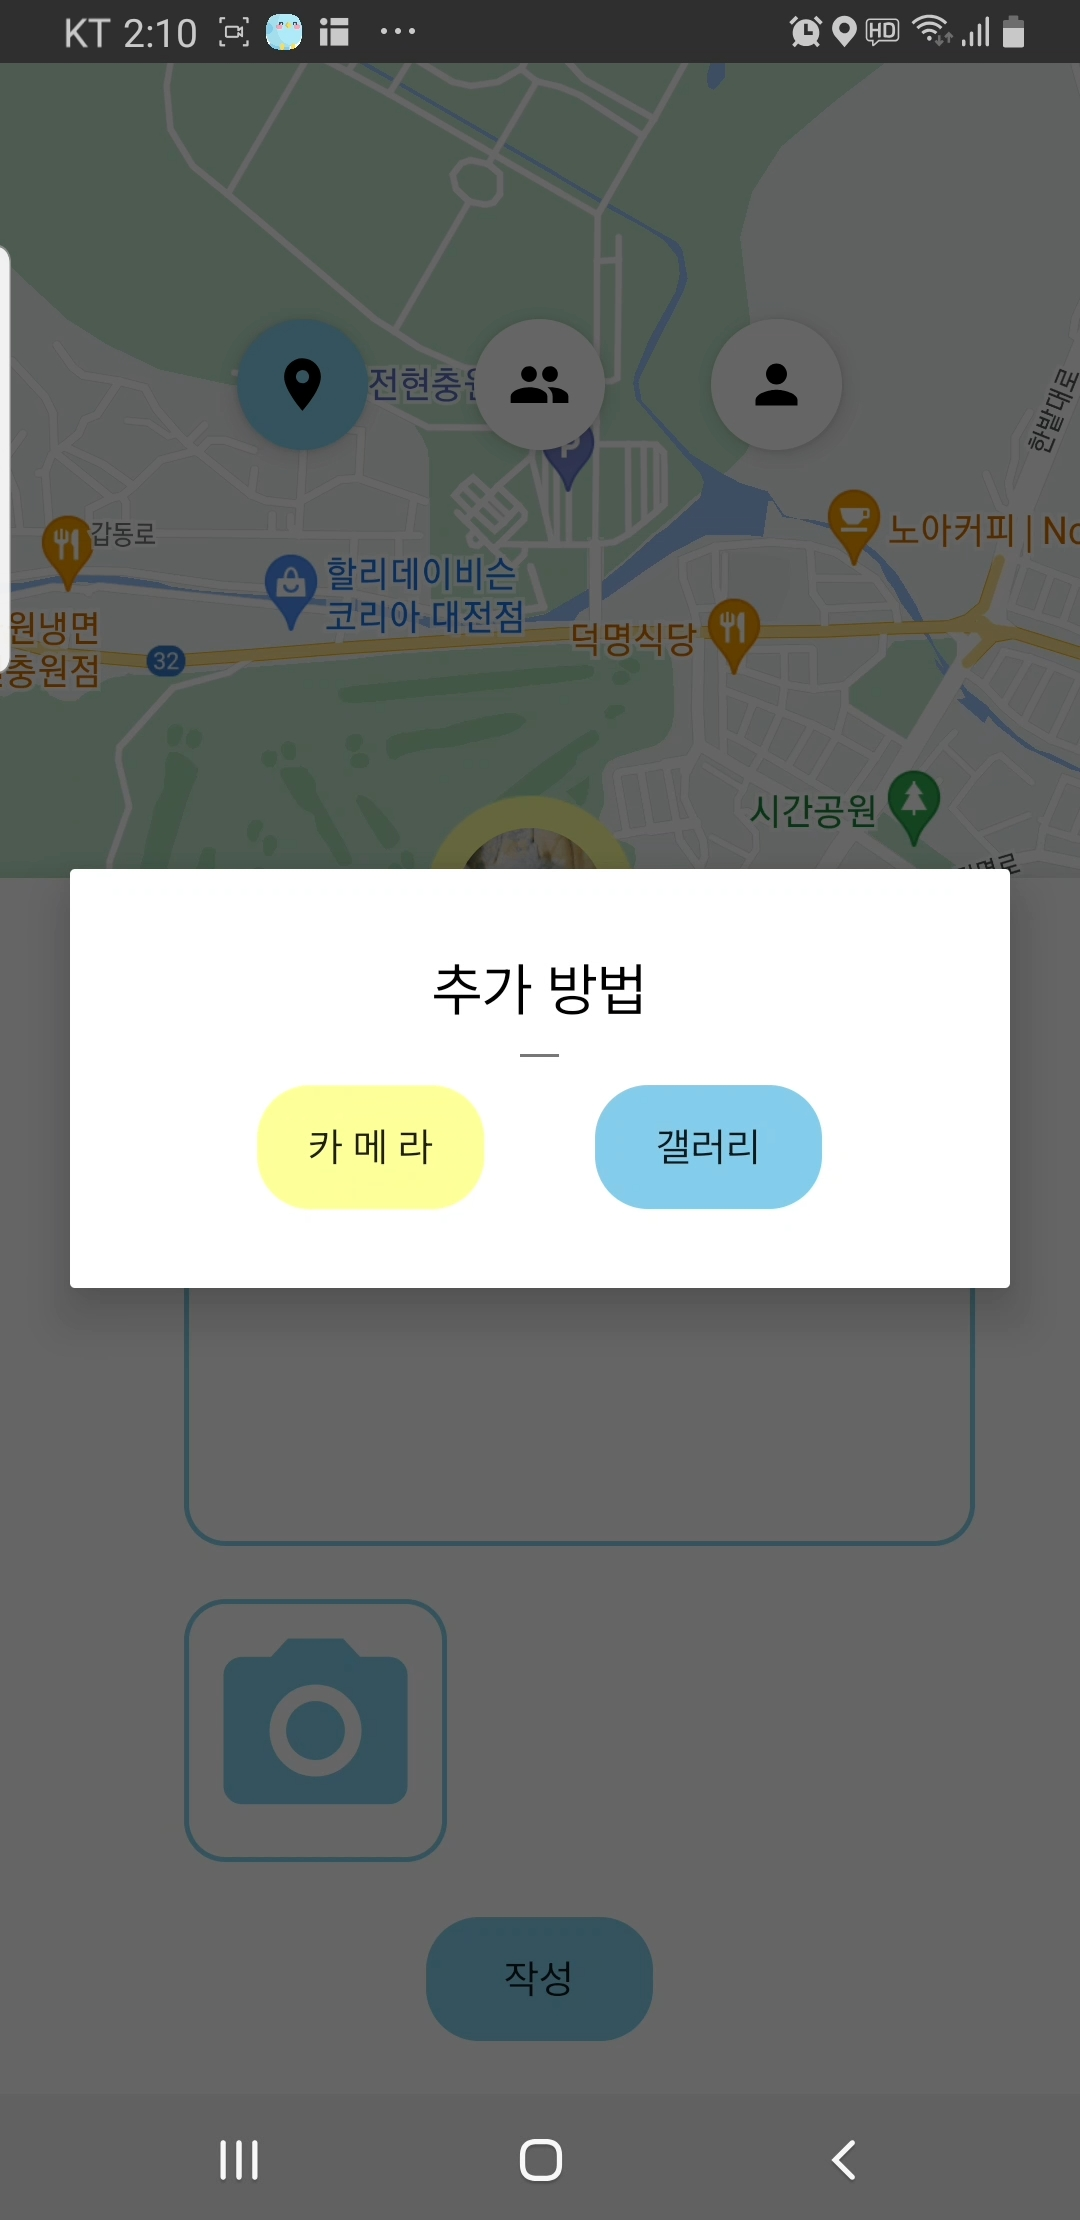 KT 2:10
HD
전현충
P
한밭대로
갑동로
노아커피 | No
할리데이비슨
코리아 대전점
원냉면
충원점
32
덕명식당
시간공원
추가 방법
카 메 라
갤러리
작성